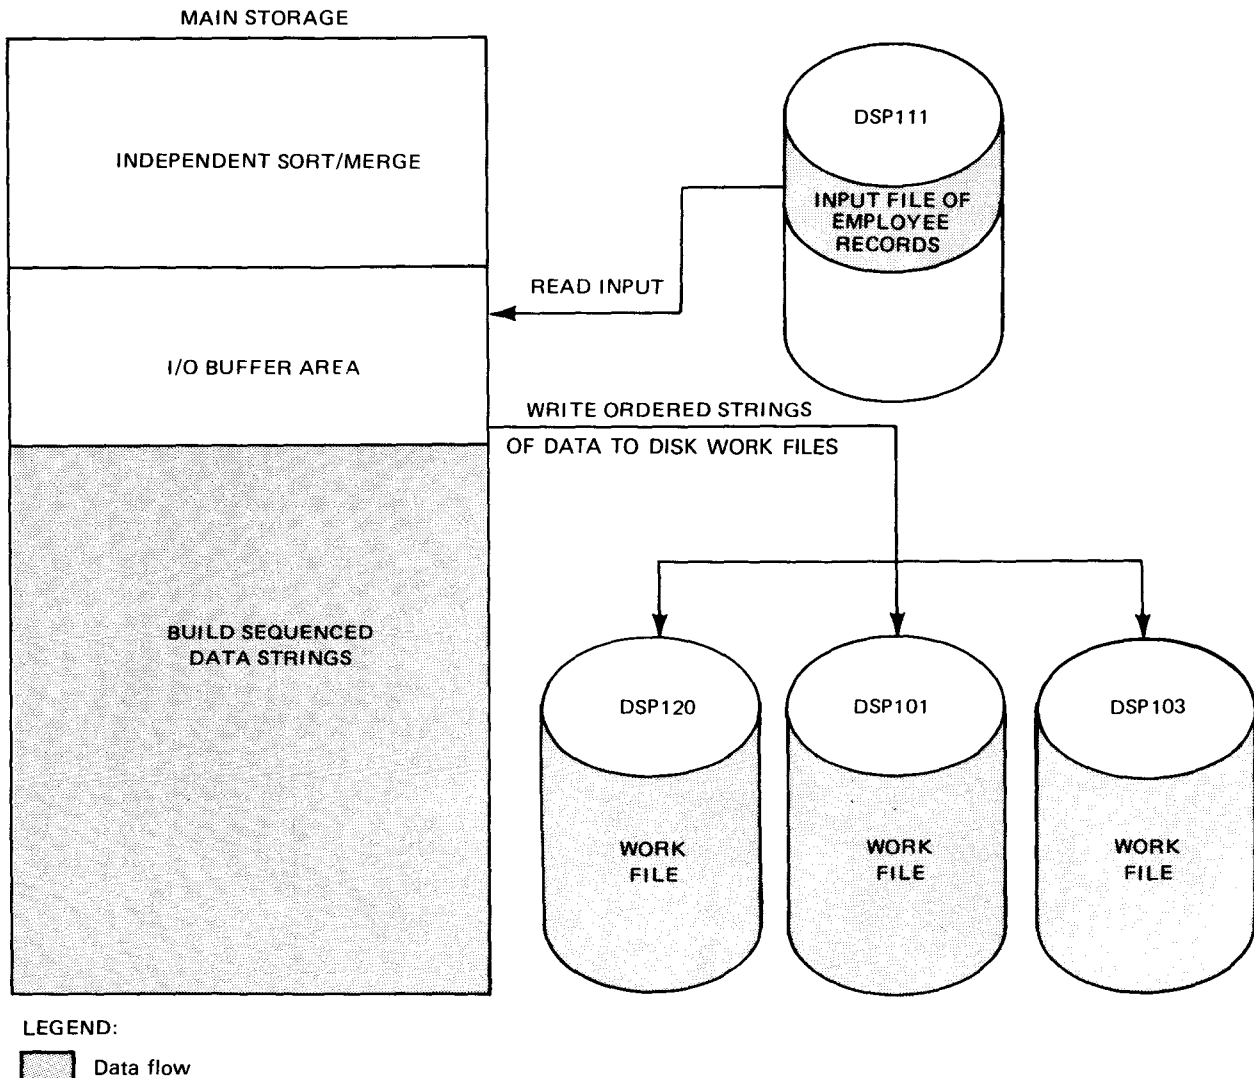 MAIN STORAGE
INDEPENDENT SORT/MERGE
I/O BUFFER AREA
BUILD SEQUENCED
DATA STRINGS
DSP111
INPUT FILE OF
EMPLOYEE
RECORDS
READ INPUT
WRITE ORDERED STRINGS
OF DATA TO DISK WORK FILES
DSP120
WORK
FILE
DSP101
WORK
FILE
DSP103
WORK
FILE
LEGEND:
Data flow